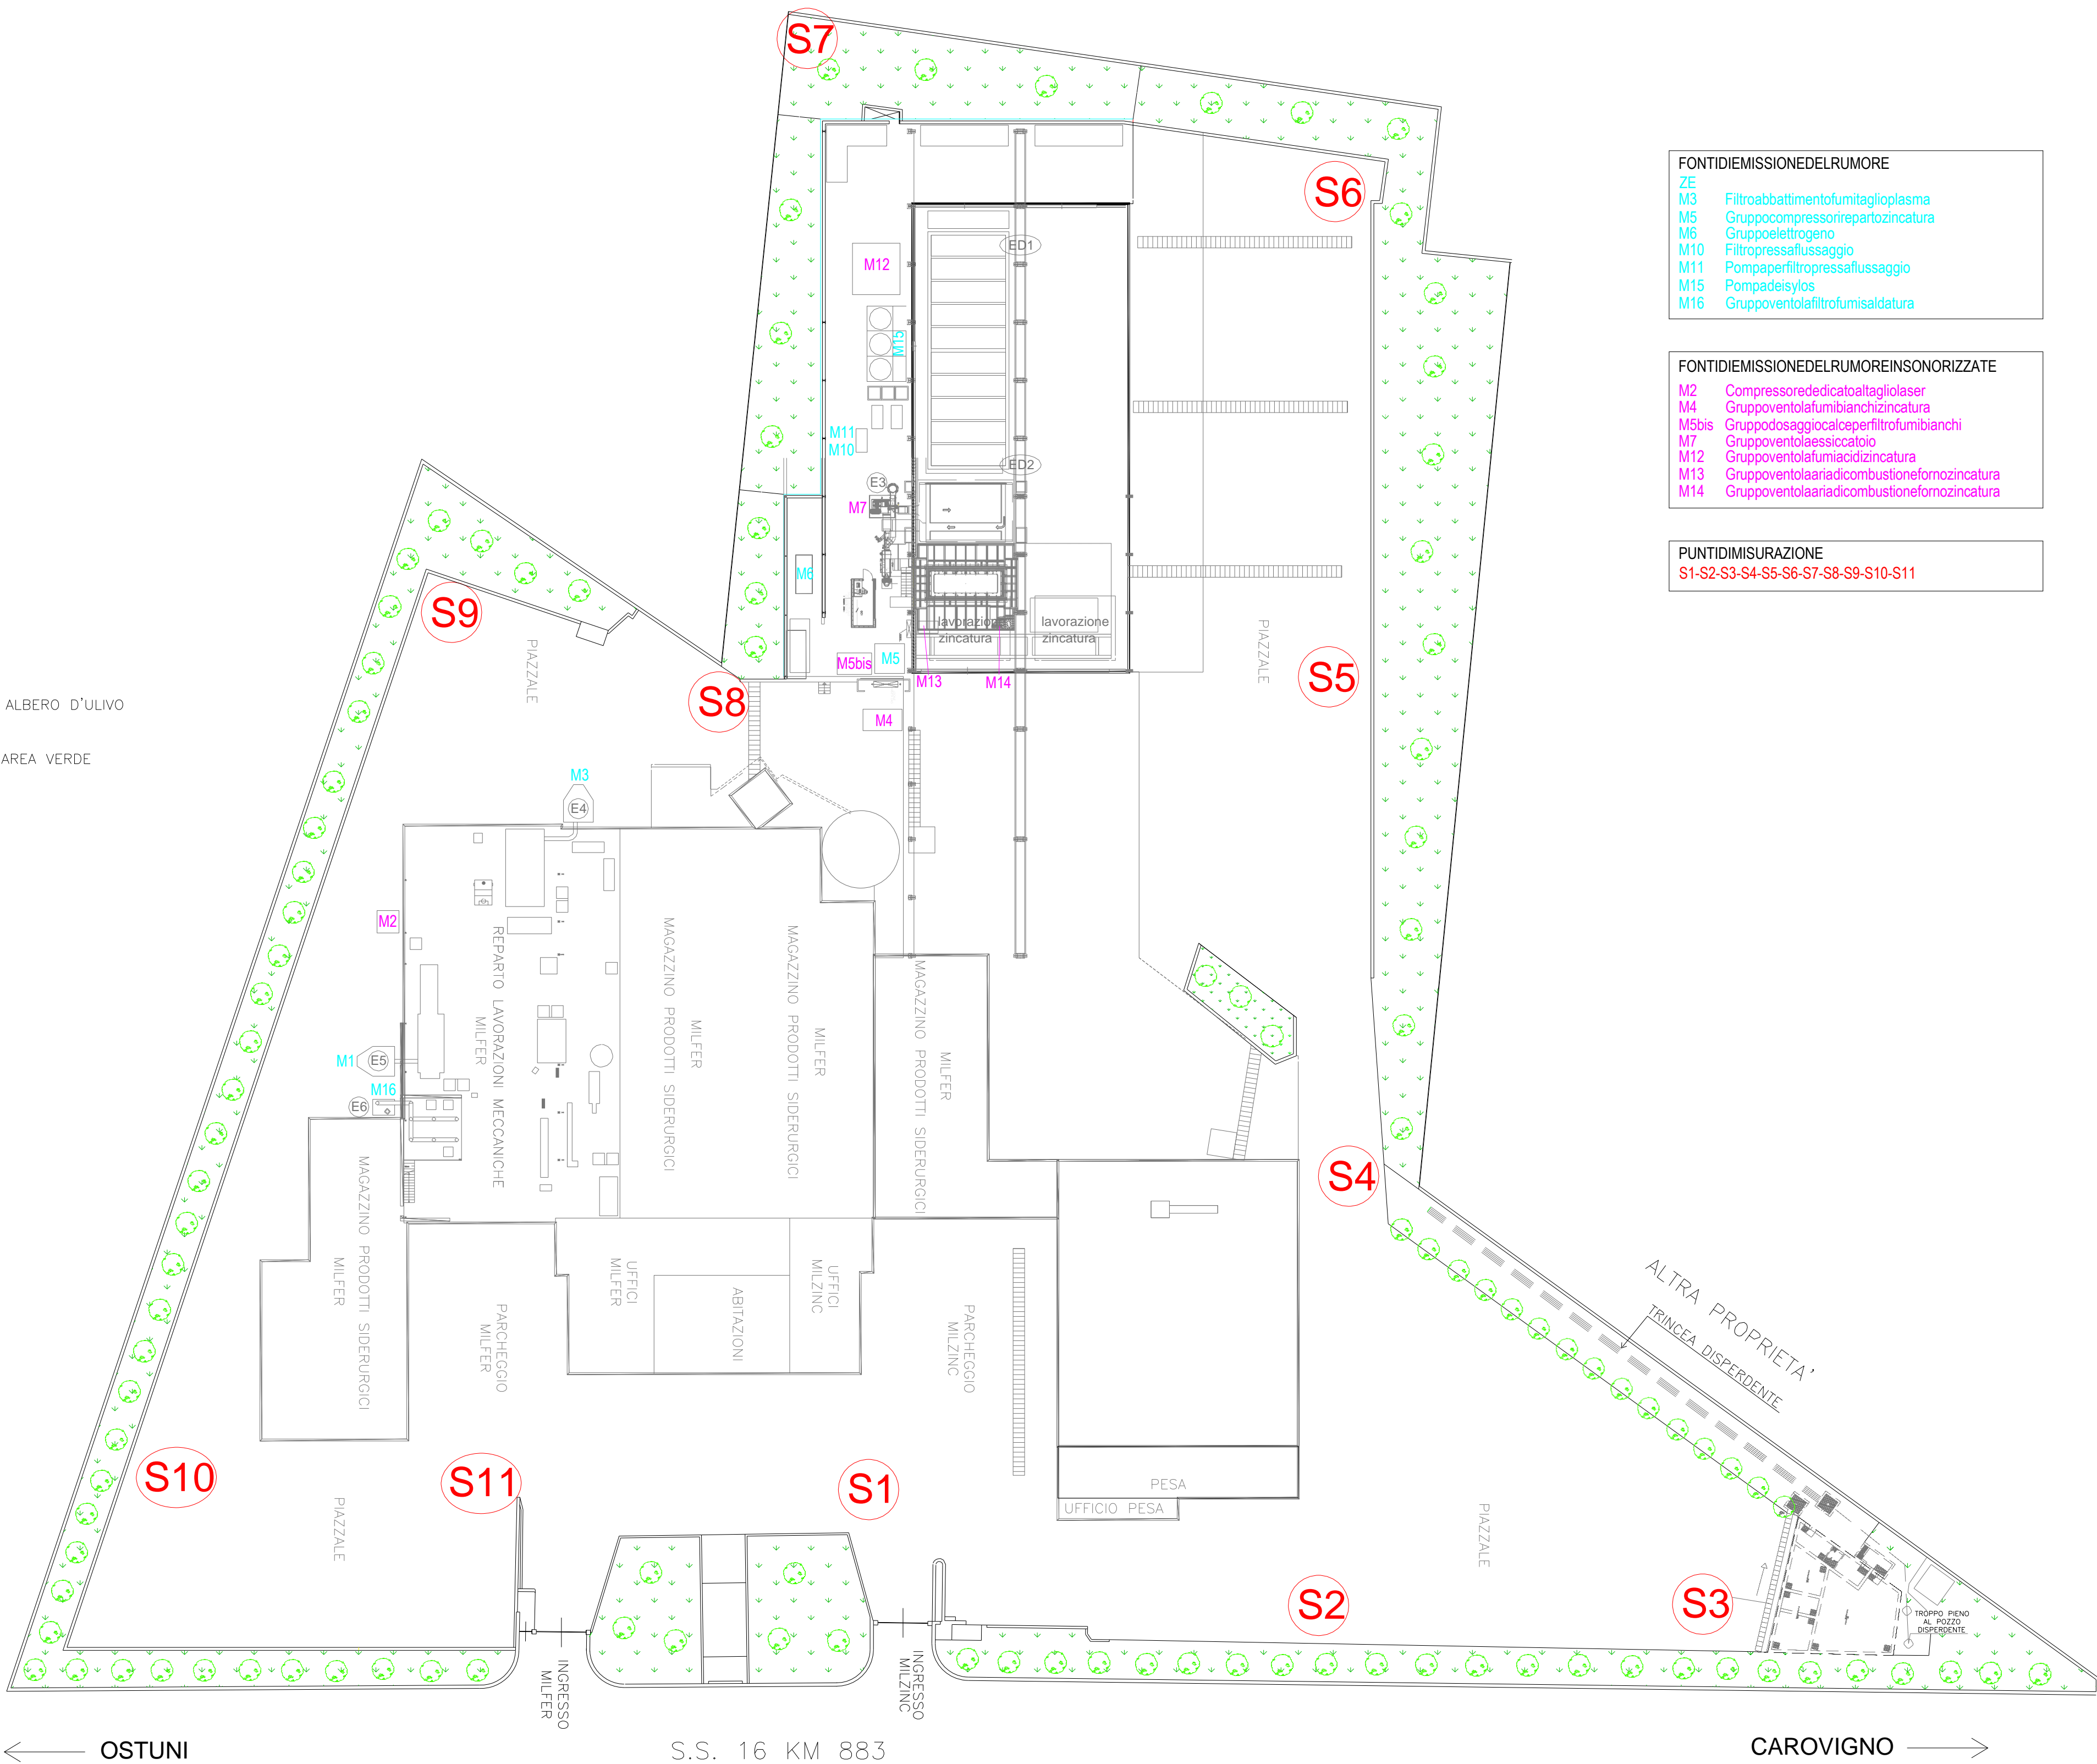 S7
FONTIDIEMISSIONEDELRUMORE
ZE
M3 Filtroabbattimentofumitaglioplasma
M5 Gruppocompressorirepartozincatura
M6 Gruppoelettrogeno
M10 Filtropressaflussaggio
M11 Pompaperfiltropressaflussaggio
M15 Pompadeisylos
M16 Gruppoventolafiltrofumisaldatura
FONTIDIEMISSIONEDELRUMOREINSONORIZZATE
M2 Compressorededicatoaltagliolaser
M4 Gruppoventolafumibianchizincatura
M5bis Gruppodosaggiocalceperfiltrofumibianchi
M7 Gruppoventolaessiccatoio
M12 Gruppoventolafumiacidizincatura
M13 Gruppoventolaariadicombustionefornozincatura
M14 Gruppoventolaariadicombustionefornozincatura
PUNTIDIMISURAZIONE
S1-S2-S3-S4-S5-S6-S7-S8-S9-S10-S11
S6
ED1
M12
M15
M11
M10
ED2
E3
M7
M6
S9
lavorazione
zincatura
lavorazione
zincatura
PIAZZALE
PIAZZALE
M5bis
M5
M13
M14
S5
S8
ALBERO D'ULIVO
M4
AREA VERDE
M3
E4
M2
REPARTO LAVORAZIONI MECCANICHE
MILFER
MAGAZZINO PRODOTTI SIDERURGICI
MILFER
MAGAZZINO PRODOTTI SIDERURGICI
MILFER
MAGAZZINO PRODOTTI SIDERURGICI
MILFER
M1
E5
M16
E6
MAGAZZINO PRODOTTI SIDERURGICI
MILFER
S4
UFFICI
MILFER
UFFICI
MILZINC
ABITAZIONI
PARCHEGGIO
MILFER
PARCHEGGIO
MILZINC
ALTRA PROPRIETA'
TRINCEA DISPERDENTE
S10
S11
S1
PESA
UFFICIO PESA
PIAZZALE
PIAZZALE
S2
S3
TROPPO PIENO
AL POZZO
DISPERDENTE
INGRESSO
MILFER
INGRESSO
MILZINC
OSTUNI
S.S. 16 KM 883
CAROVIGNO